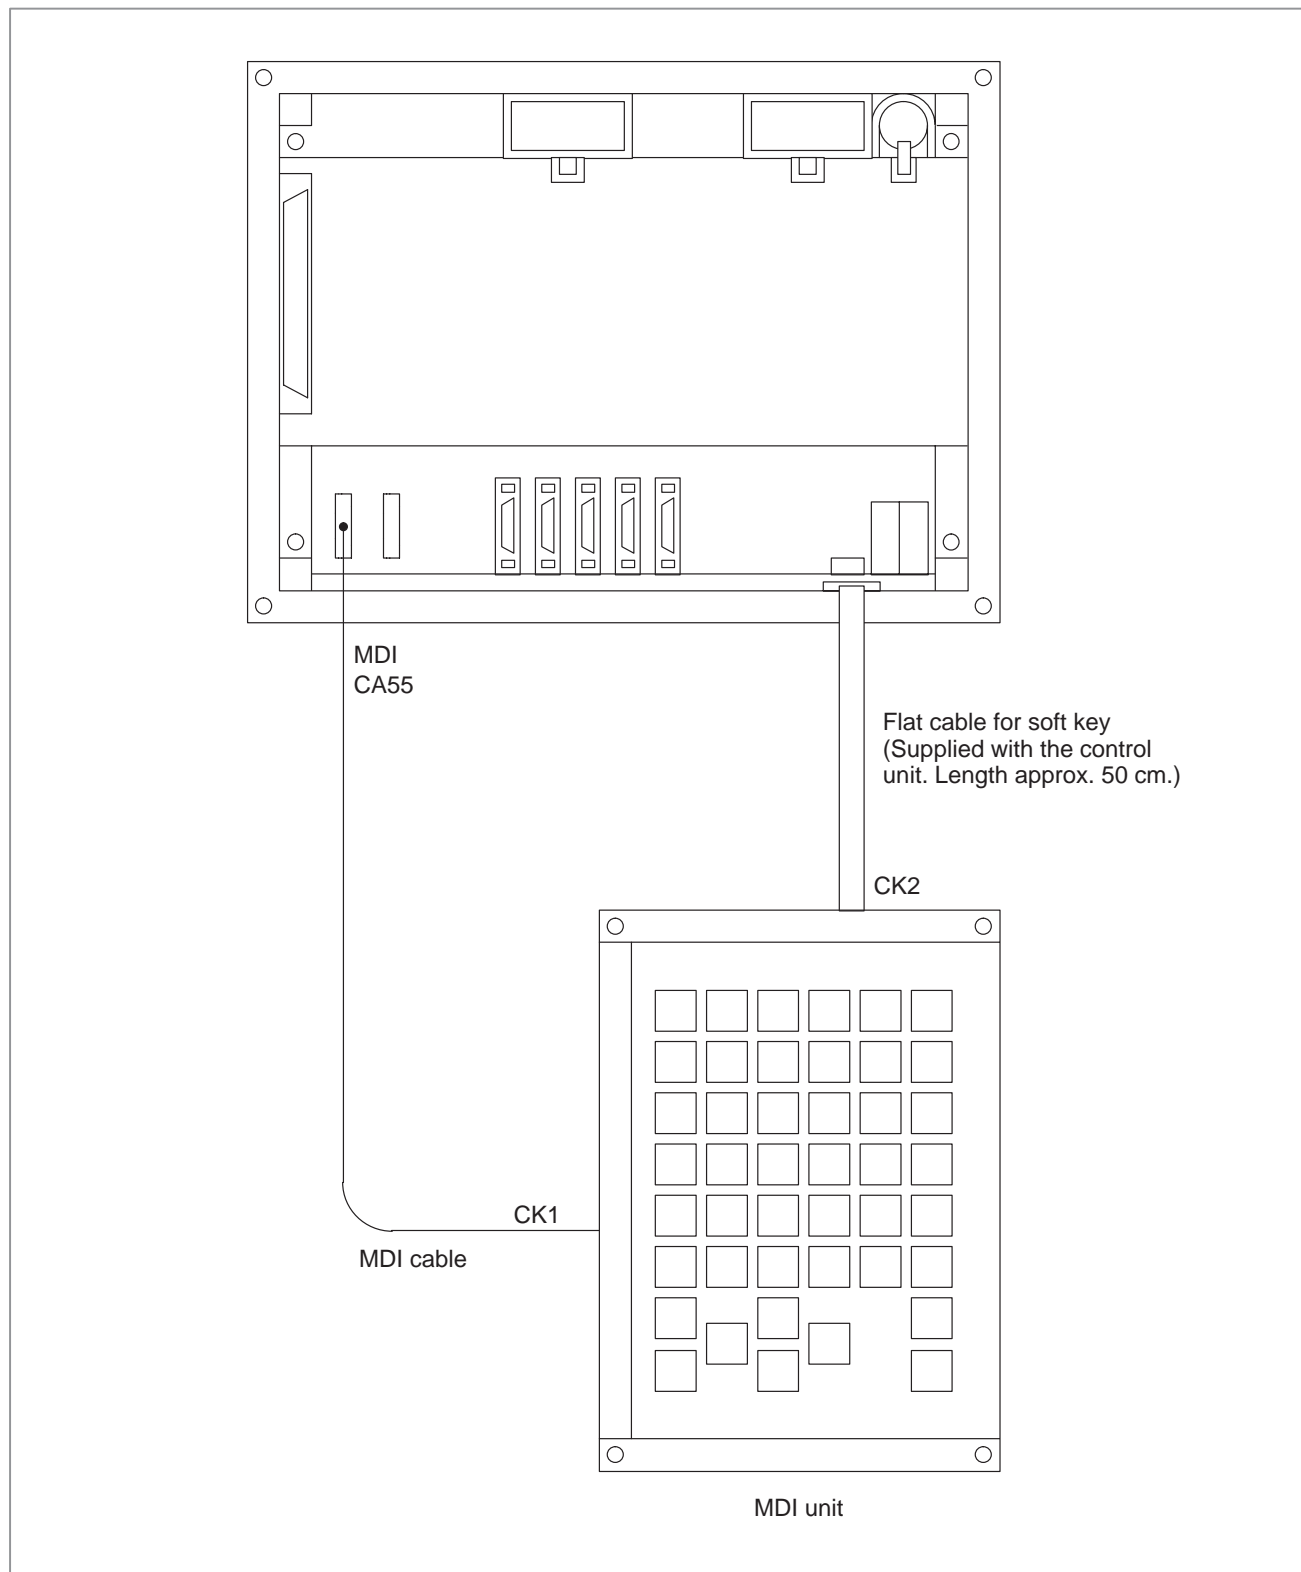 MDI
CA55
Flat cable for soft key
(Supplied with the control
unit. Length approx. 50 cm.)
CK2
CK1
MDI cable
MDI unit